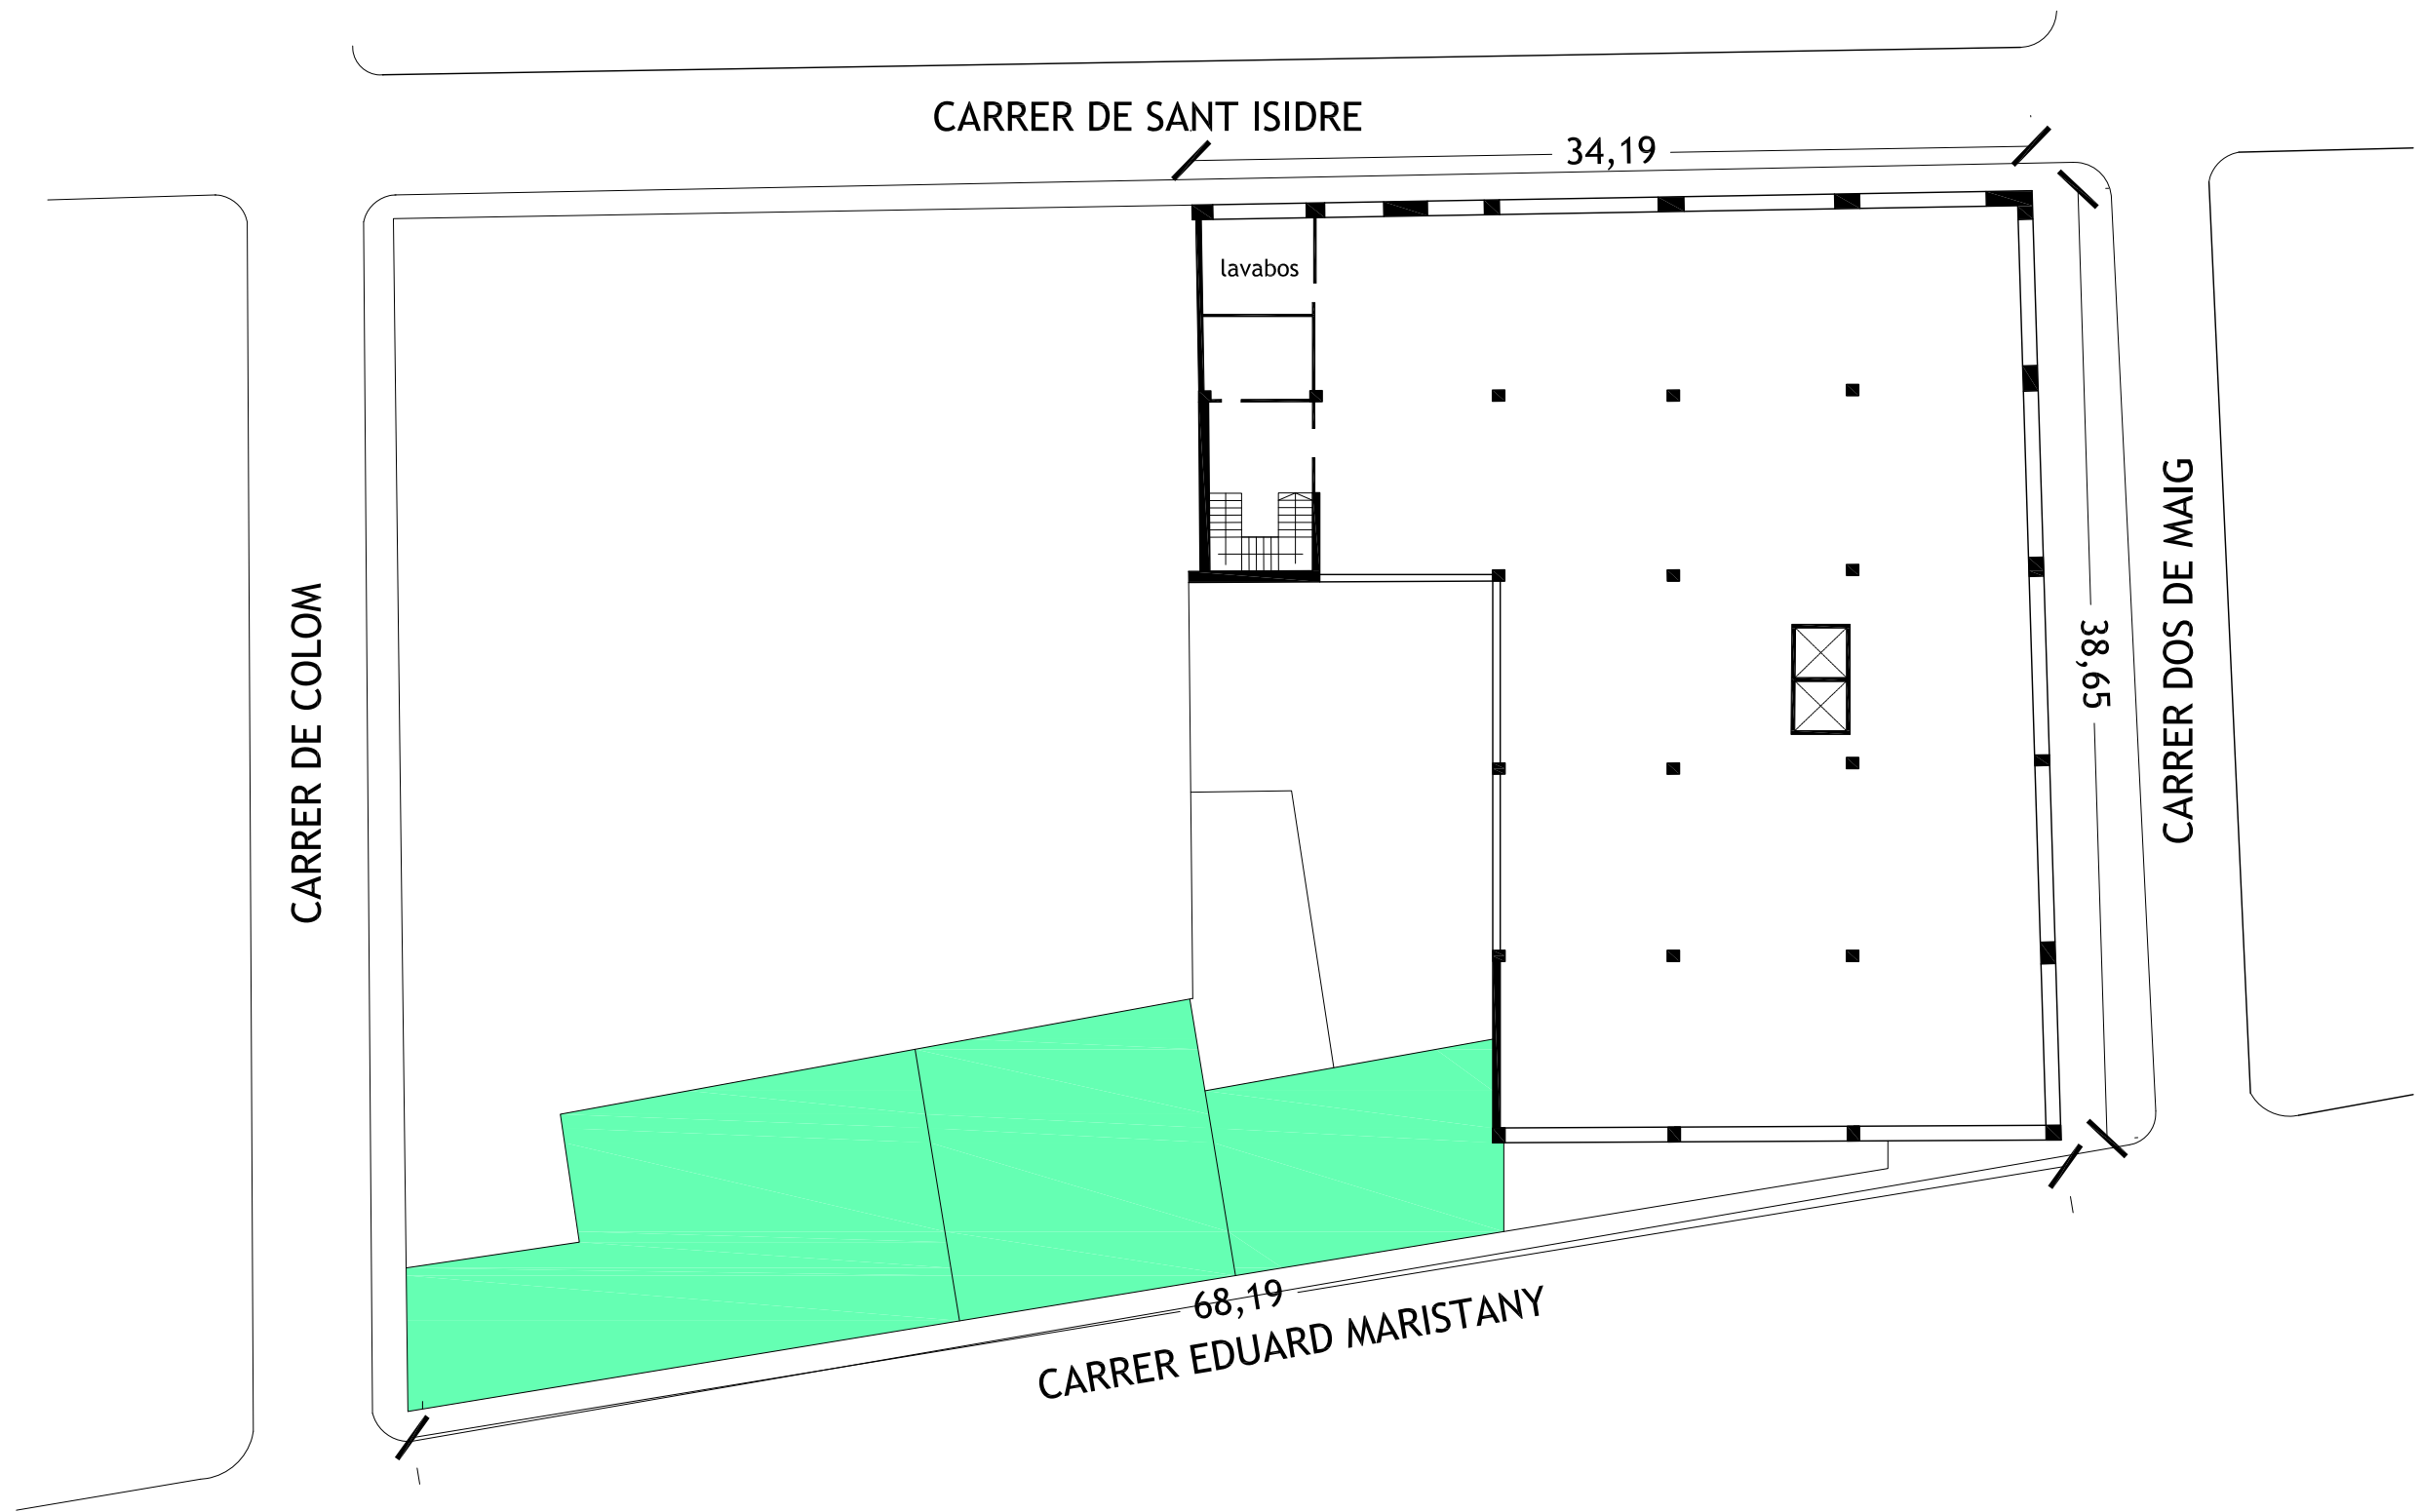 CARRER DE SANT ISIDRE
34,19
lavabos
CARRER DE COLOM
38,65
CARRER DOS DE MAIG
68,19
CARRER EDUARD MARISTANY